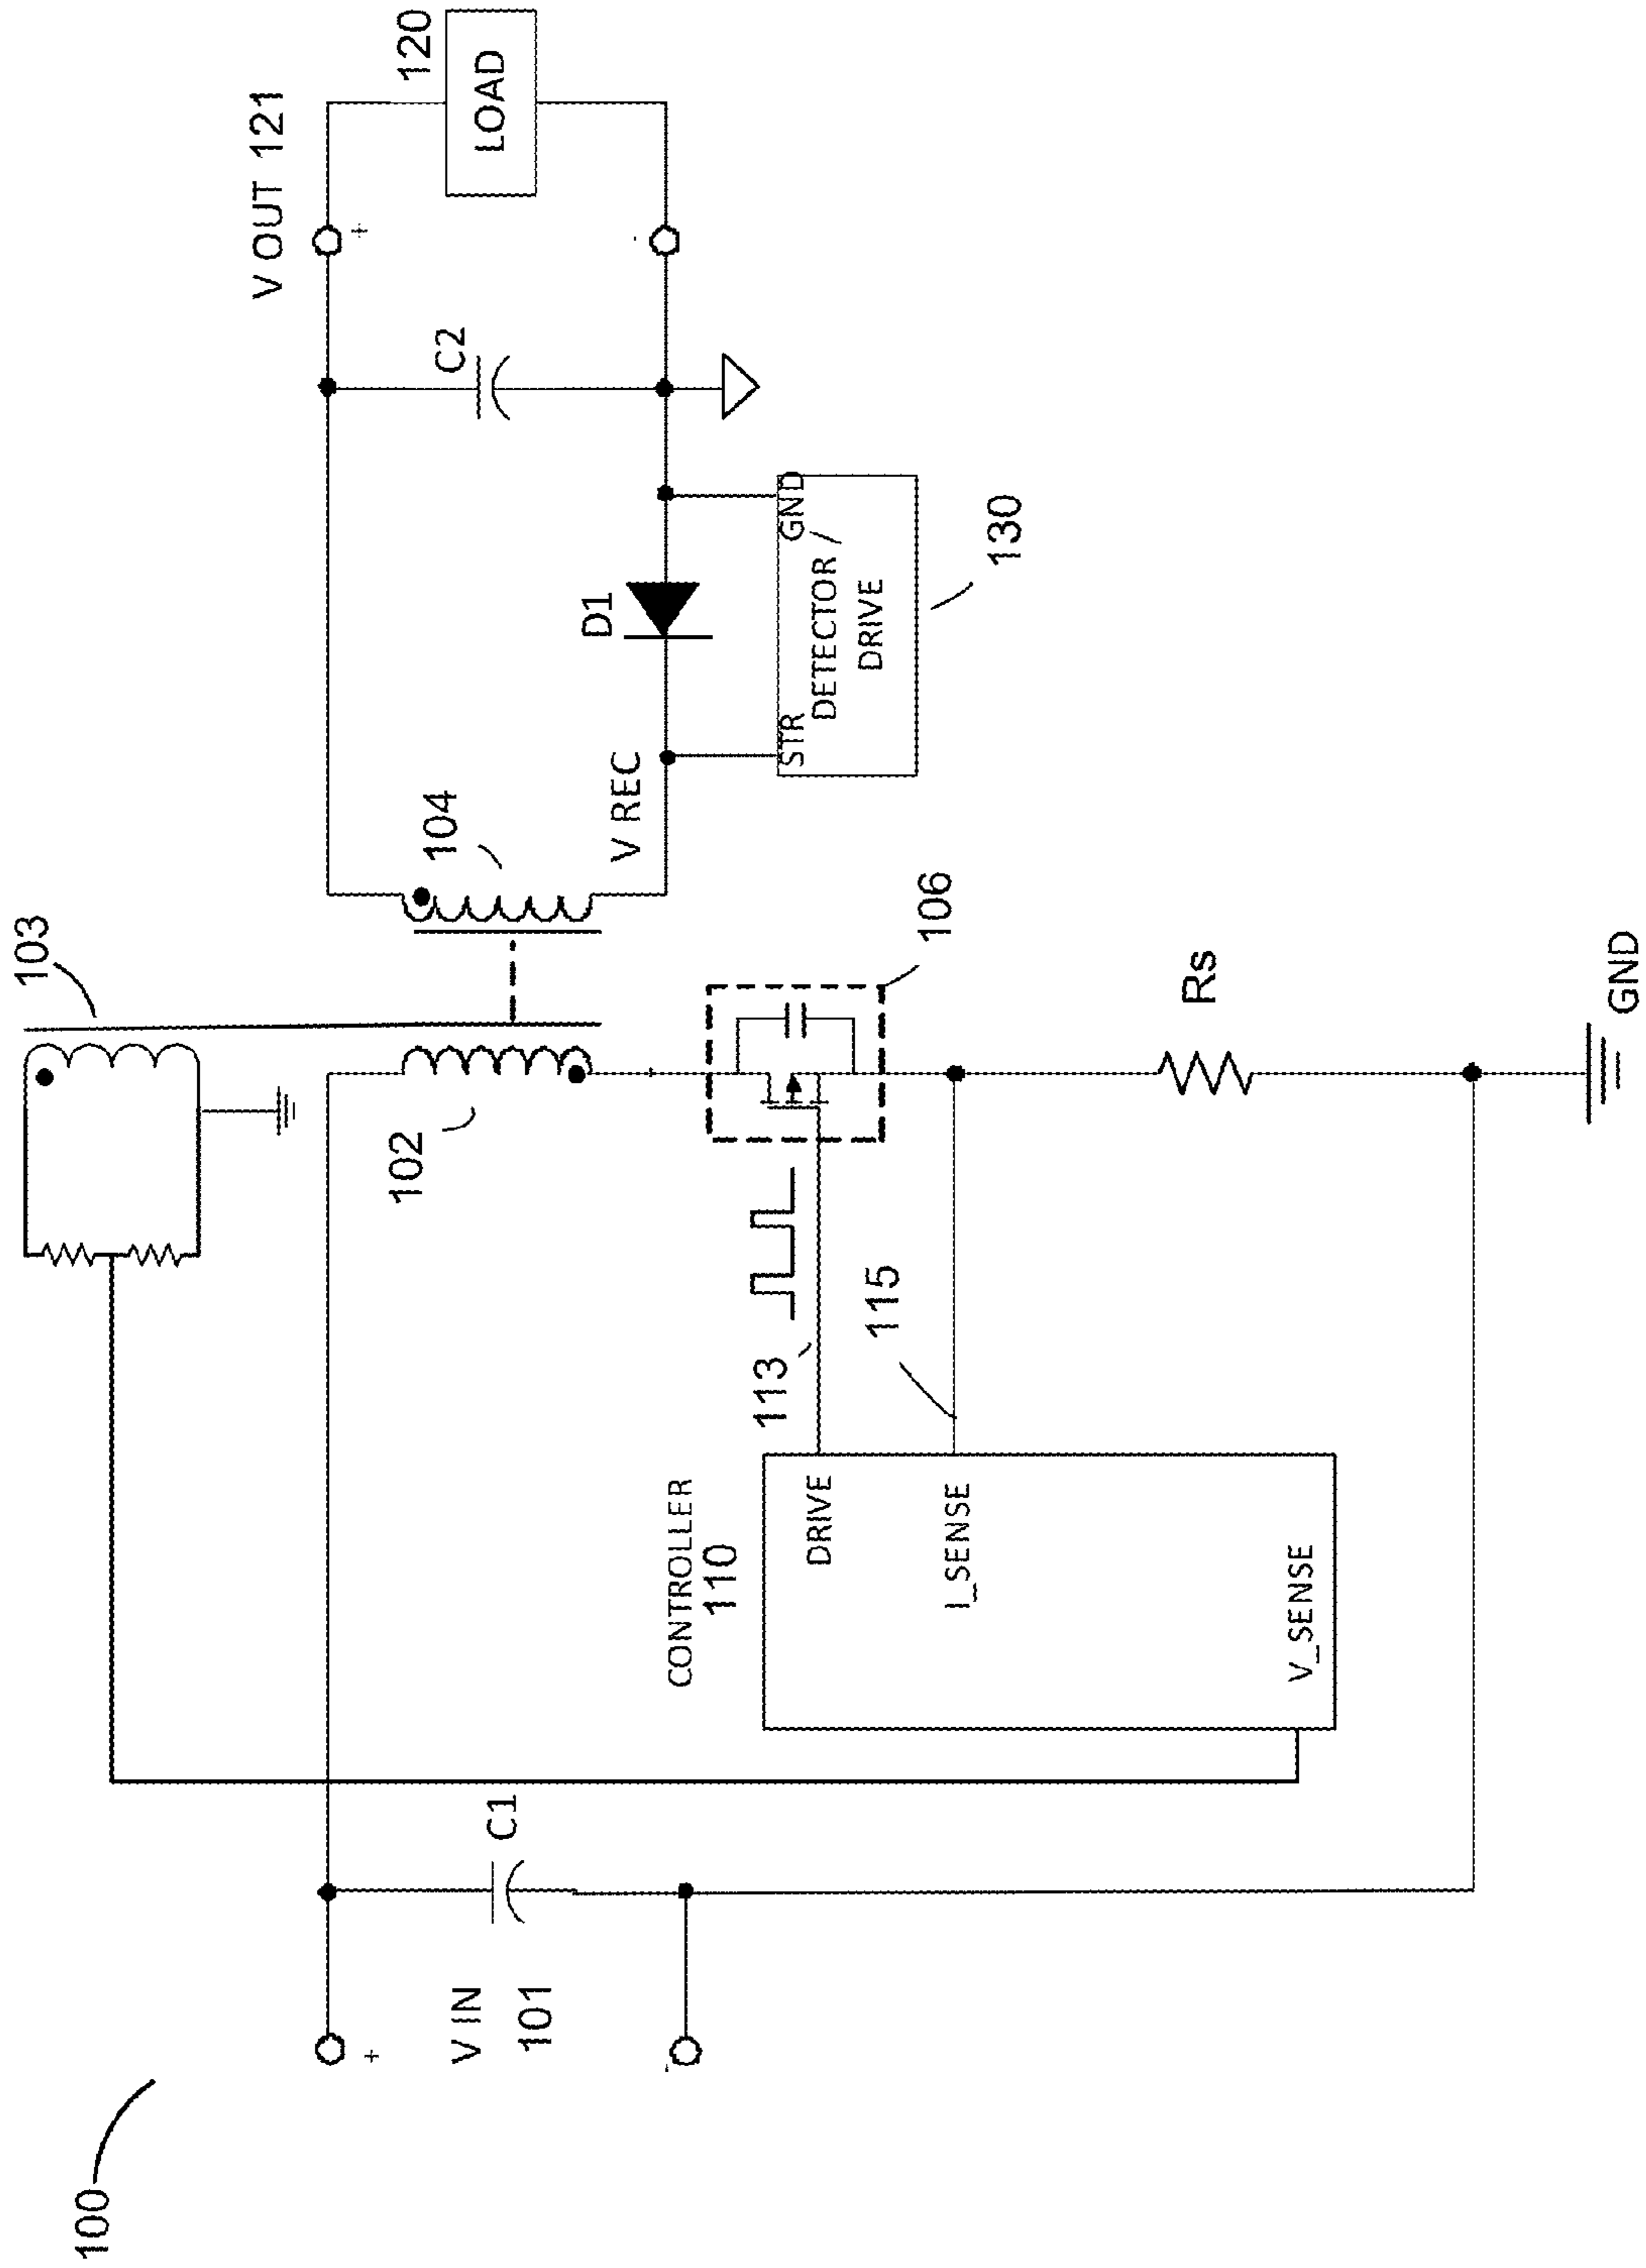 100
103
V OUT 121
120
LOAD
C2
104
D1
V REC
STR
GND
DETECTOR /
DRIVE
130
102
106
113
115
Rs
GND
CONTROLLER
110
DRIVE
I_SENSE
V_SENSE
C1
V IN
101
+
-
+
-